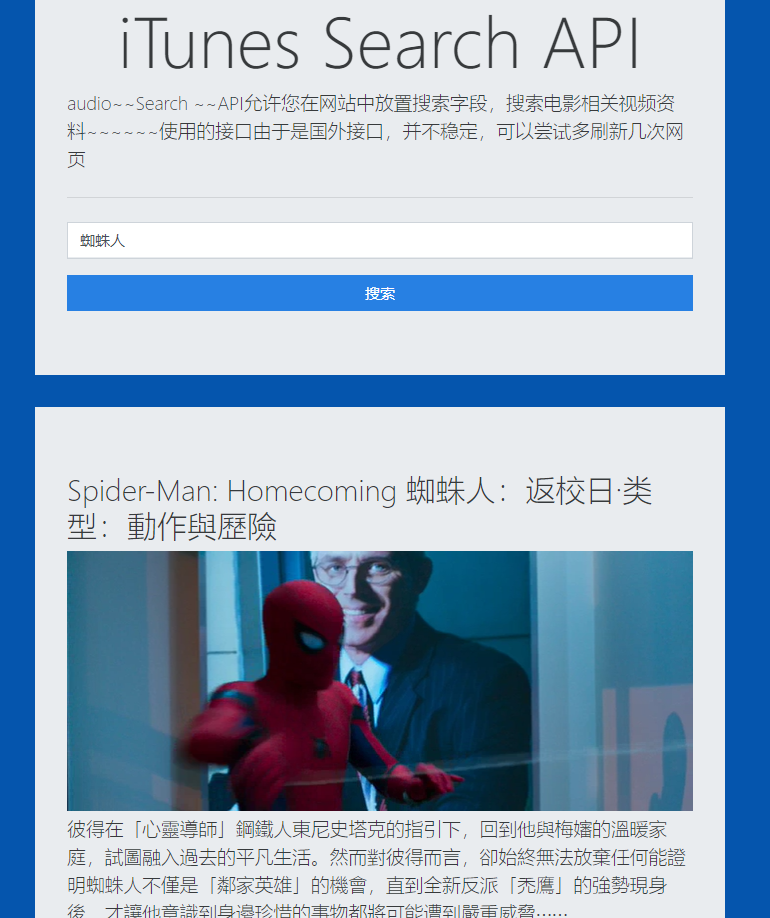 iTunes Search API
audio~~Search ~~API允许您在网站中放置搜索字段，搜索电影相关视频资
料~~~~~~使用的接口由于是国外接口，并不稳定，可以尝试多刷新几次网
页
蜘蛛人
搜索
Spider-Man: Homecoming 蜘蛛人：返校日·类
型：動作與歷險
彼得在「心靈導師」鋼鐵人東尼史塔克的指引下，回到他與梅嬸的溫暖家
庭，試圖融入過去的平凡生活。然而對彼得而言，卻始終無法放棄任何能證
明蜘蛛人不僅是「鄰家英雄」的機會，直到全新反派「禿鷹」的強勢現身
後，才讓他意識到身邊珍惜的事物都將可能遭到嚴重威脅……